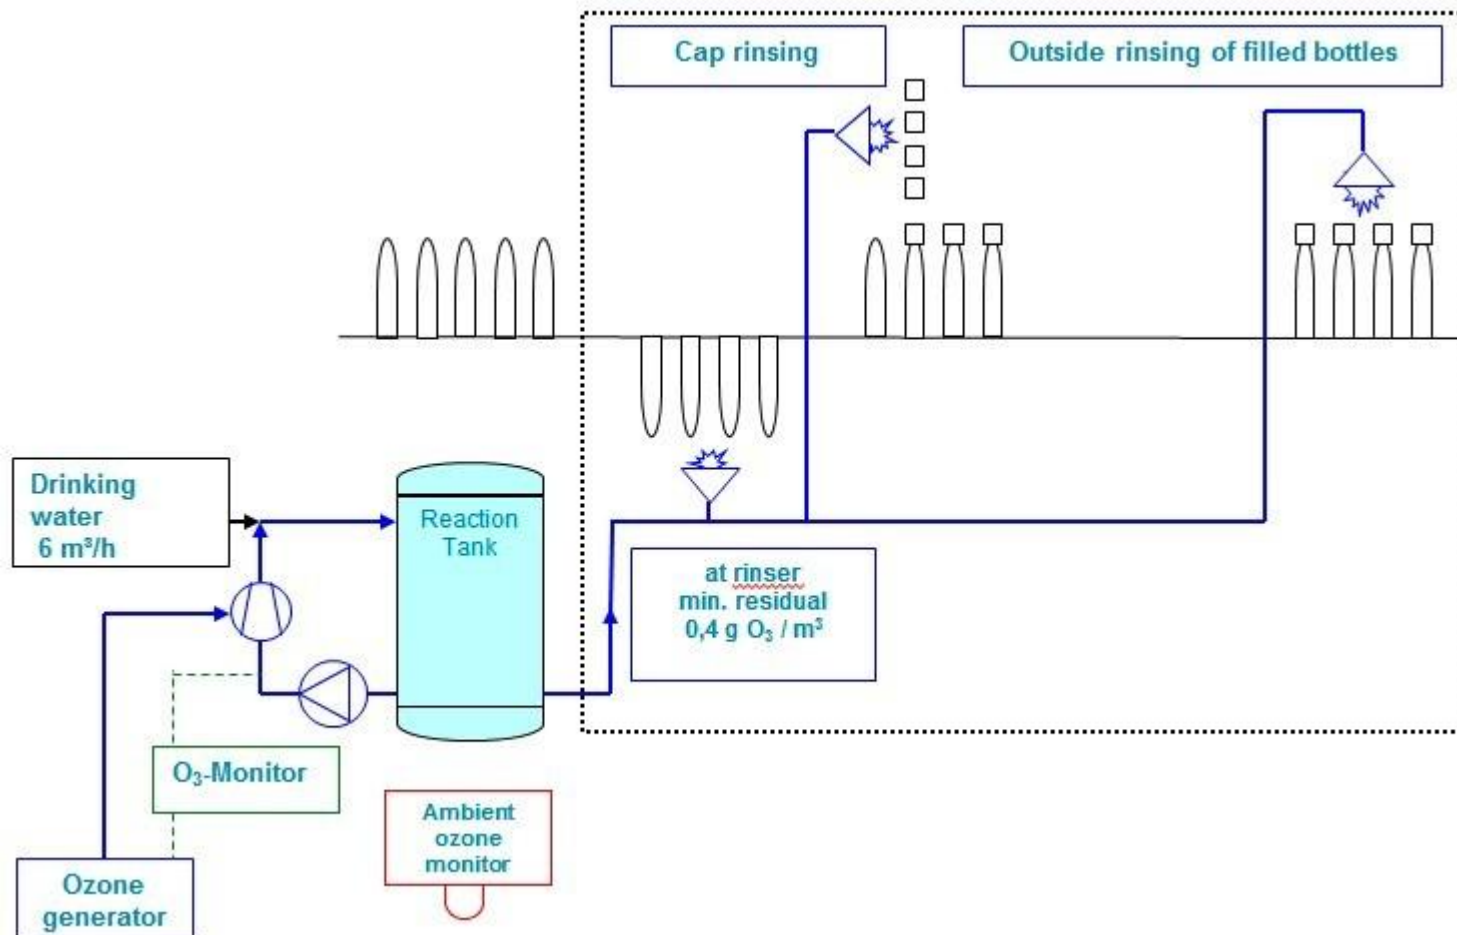 Cap rinsing
Outside rinsing of filled bottles
Drinking
water
6 m³/h
Reaction
Tank
at rinser
min. residual
0,4 g O₃ / m³
O₃-Monitor
Ambient
ozone
monitor
Ozone
generator